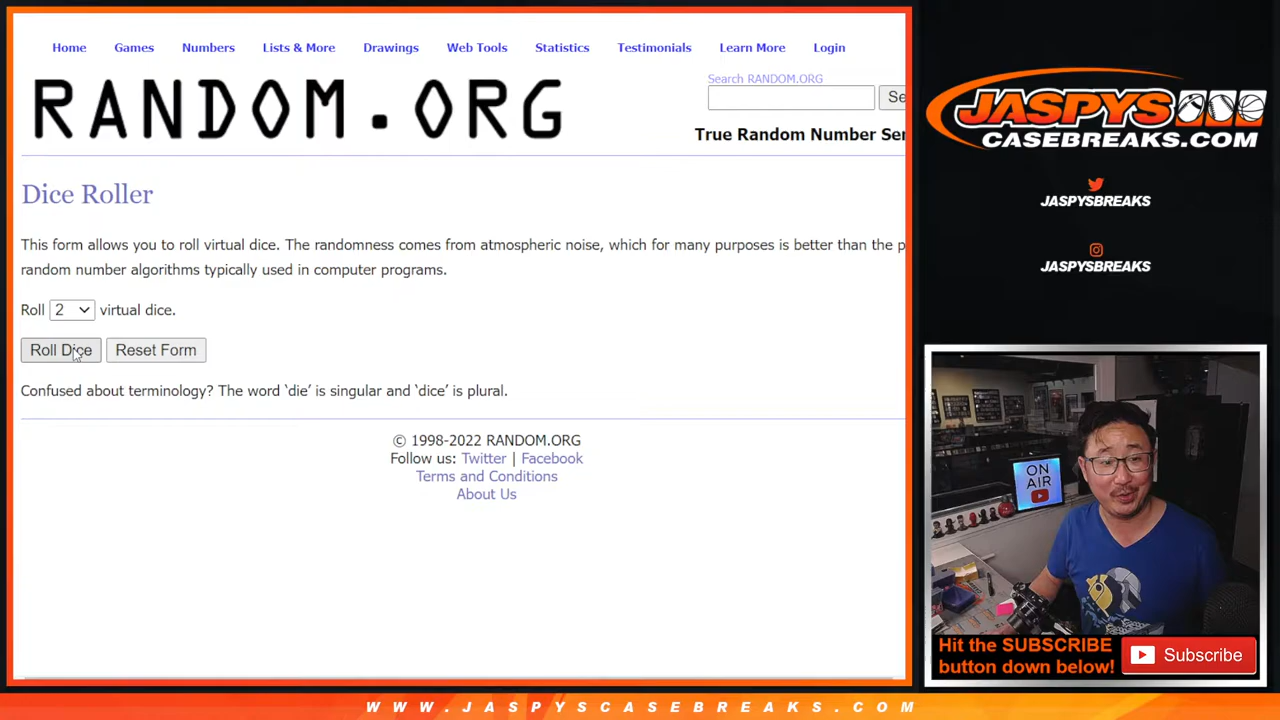 Home Games Numbers Lists & More Drawings Web Tools Statistics Testimonials Learn More Login
RANDOM.ORG
Search RANDOM.ORG
Se
True Random Number Ser
Dice Roller
This form allows you to roll virtual dice. The randomness comes from atmospheric noise, which for many purposes is better than the p
random number algorithms typically used in computer programs.
Roll 2 virtual dice.
Roll Dice Reset Form
Confused about terminology? The word ‘die’ is singular and ‘dice’ is plural.
© 1998-2022 RANDOM.ORG
Follow us: Twitter | Facebook
Terms and Conditions
About Us
JASPYS
CASEBREAKS.COM
JASPYSBREAKS
JASPYSBREAKS
ON
AIR
Hit the SUBSCRIBE
button down below!
Subscribe
WWW.JASPYSCASEBREAKS.COM